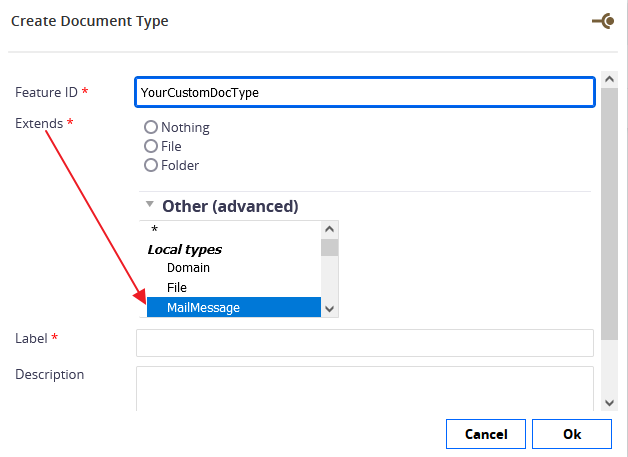 Create Document Type
Feature ID *
YourCustomDocType
Extends *
Nothing
File
Folder
Other (advanced)
*
Local types
Domain
File
MailMessage
Label *
Description
Cancel
Ok